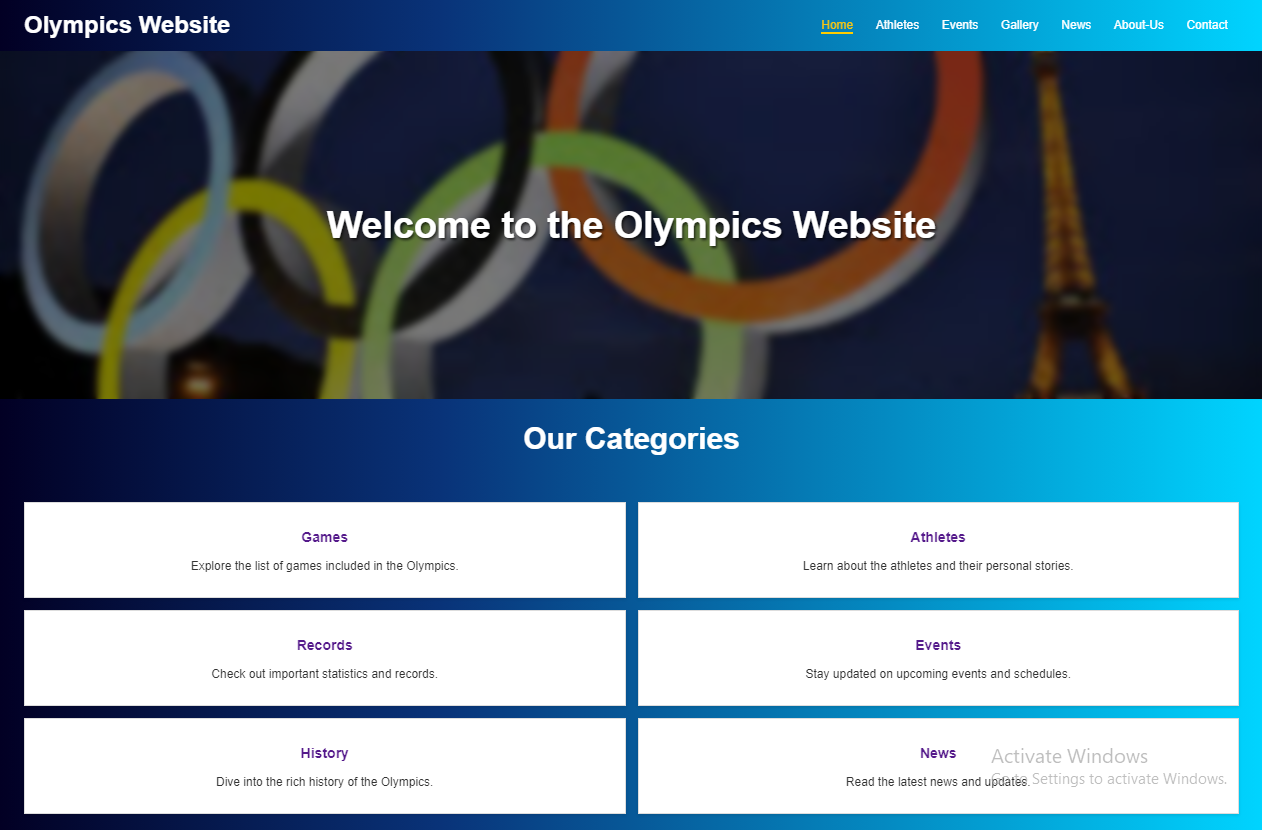 Olympics Website
Home Athletes Events Gallery News About-Us Contact
Welcome to the Olympics Website
Our Categories
Games
Explore the list of games included in the Olympics.
Athletes
Learn about the athletes and their personal stories.
Records
Check out important statistics and records.
Events
Stay updated on upcoming events and schedules.
History
Dive into the rich history of the Olympics.
News
Read the latest news and updates.
Activate Windows
Go to Settings to activate Windows.